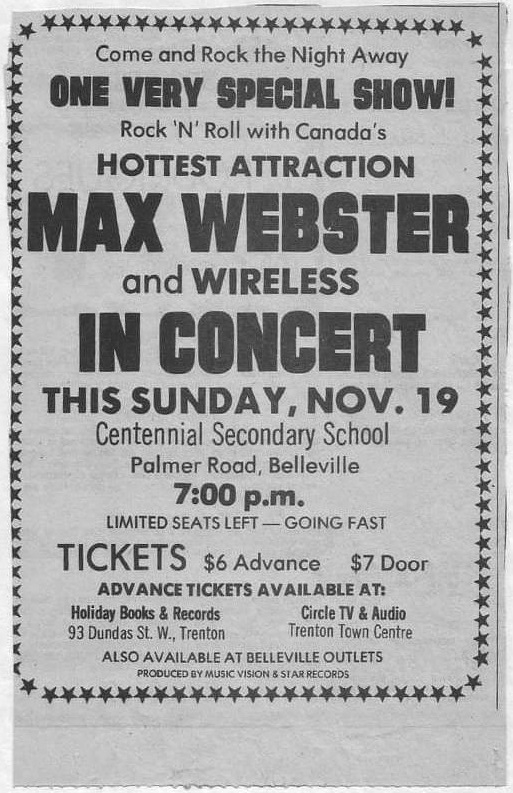 Come and Rock the Night Away
ONE VERY SPECIAL SHOW!
Rock 'N' Roll with Canada's
HOTTEST ATTRACTION
MAX WEBSTER
and WIRELESS
IN CONCERT
THIS SUNDAY, NOV. 19
Centennial Secondary School
Palmer Road, Belleville
7:00 p.m.
LIMITED SEATS LEFT — GOING FAST
TICKETS $6 Advance $7 Door
ADVANCE TICKETS AVAILABLE AT:
Holiday Books & Records Circle TV & Audio
93 Dundas St. W., Trenton Trenton Town Centre
ALSO AVAILABLE AT BELLEVILLE OUTLETS
PRODUCED BY MUSIC VISION & STAR RECORDS